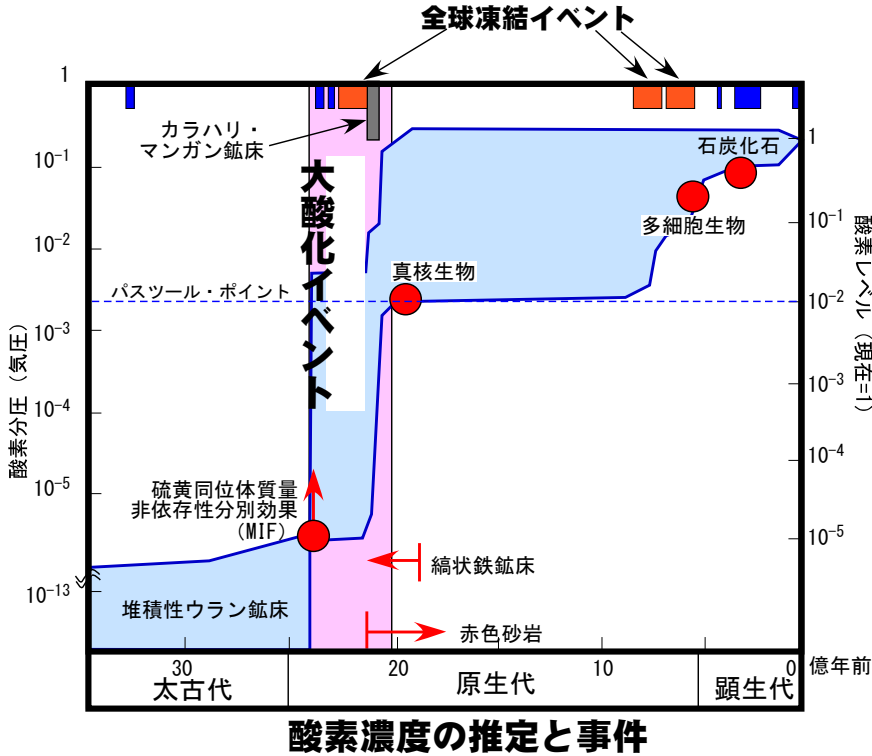 全球凍結イベント
1
カラハリ・
マンガン鉱床
石炭化石
1
10⁻¹
大酸化イベント
多細胞生物
10⁻¹
10⁻²
真核生物
パスツール・ポイント
10⁻²
10⁻³
10⁻³
10⁻⁴
10⁻⁴
10⁻⁵
10⁻⁵
10⁻¹³
酸素分圧（気圧）
酸素レベル（現在=1）
硫黄同位体質量
非依存性分別効果
(MIF)
縞状鉄鉱床
堆積性ウラン鉱床
赤色砂岩
30
20
10
0
億年前
太古代
原生代
顕生代
酸素濃度の推定と事件